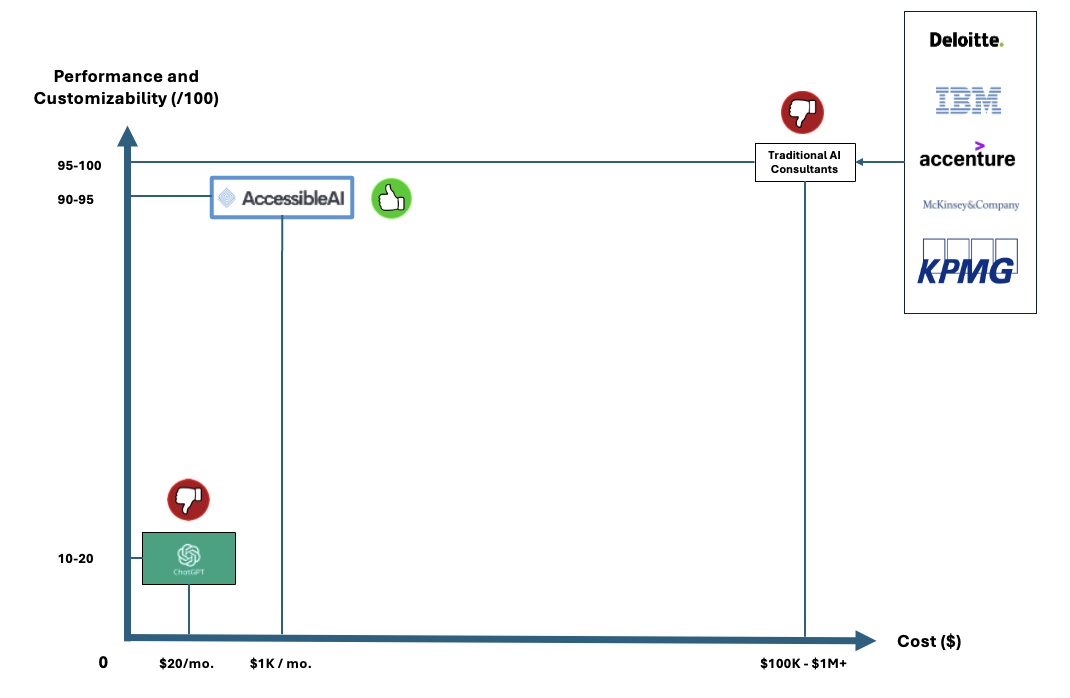 Deloitte.
Performance and
Customizability (/100)
IBM
95-100
Traditional AI
Consultants
accenture
90-95
AccessibleAI
McKinsey&Company
KPMG
10-20
ChatGPT
Cost ($)
0
$20/mo.
$1K / mo.
$100K - $1M+